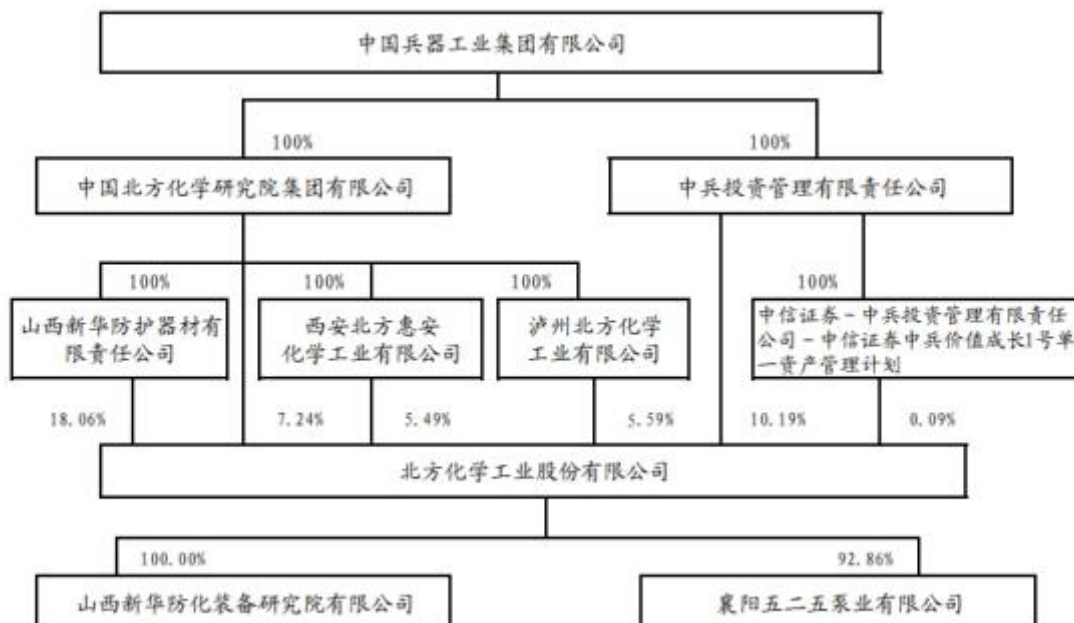 中国兵器工业集团有限公司
100%
100%
中国北方化学研究院集团有限公司
中兵投资管理有限责任公司
100%
100%
100%
100%
山西新华防护器材有
限责任公司
西安北方惠安
化学工业有限公司
泸州北方化学
工业有限公司
中信证券-中兵投资管理有限责任
公司-中信证券中兵价值成长1号单
一资产管理计划
18.06%
7.24%
5.49%
5.59%
10.19%
0.09%
北方化学工业股份有限公司
100.00%
92.86%
山西新华防化装备研究院有限公司
襄阳五二五泵业有限公司